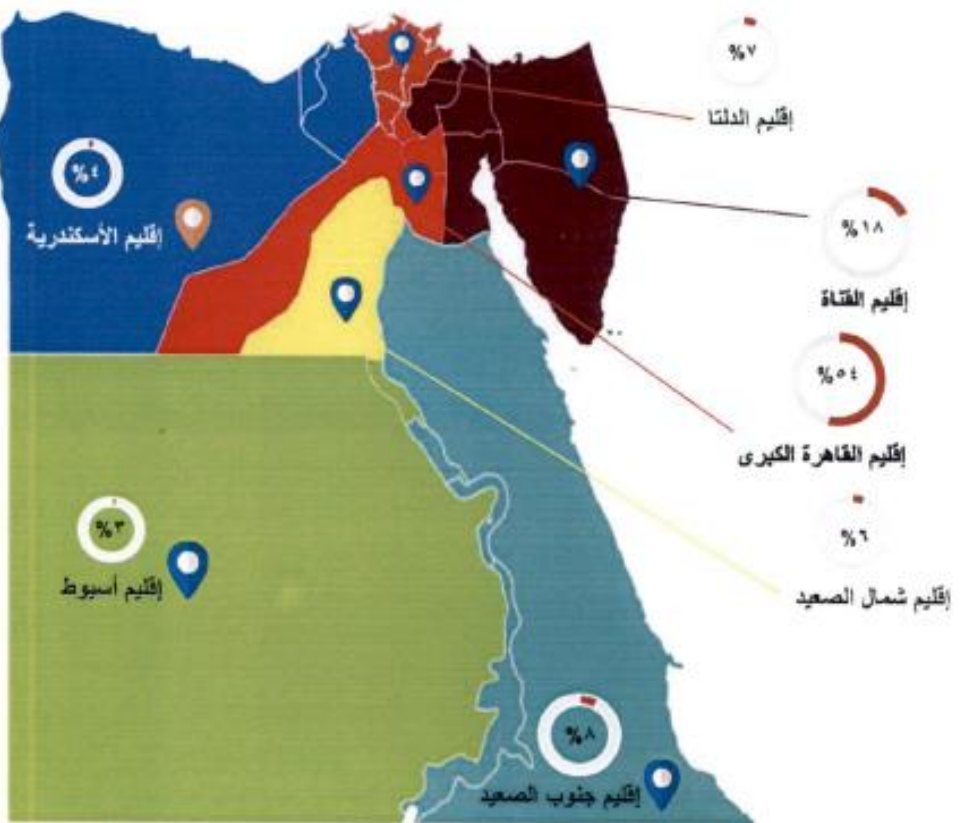 %٧
إقليم الدلتا
%٤
إقليم الأسكندرية
%١٨
إقليم القناة
%٥٤
إقليم القاهرة الكبرى
%٣
إقليم أسيوط
%٦
إقليم شمال الصعيد
%٨
إقليم جنوب الصعيد